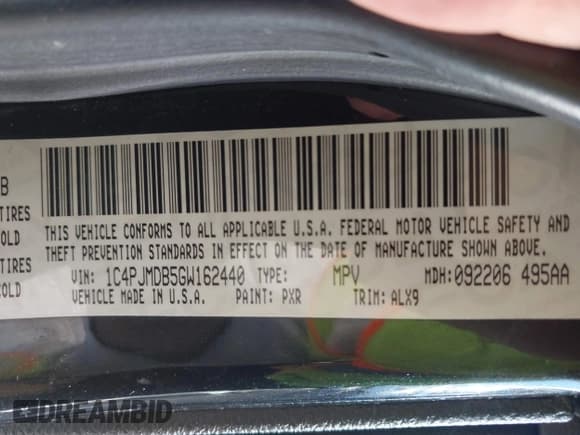 B
TIRES
OLD
TIRES
COLD
THIS VEHICLE CONFORMS TO ALL APPLICABLE U.S.A. FEDERAL MOTOR VEHICLE SAFETY AND
THEFT PREVENTION STANDARDS IN EFFECT ON THE DATE OF MANUFACTURE SHOWN ABOVE.
VIN: 1C4PJMDB5GW162440 TYPE: MPV MDH:092206 495AA
VEHICLE MADE IN U.S.A. PAINT: PXR TRIM: ALX9
DREAMBID